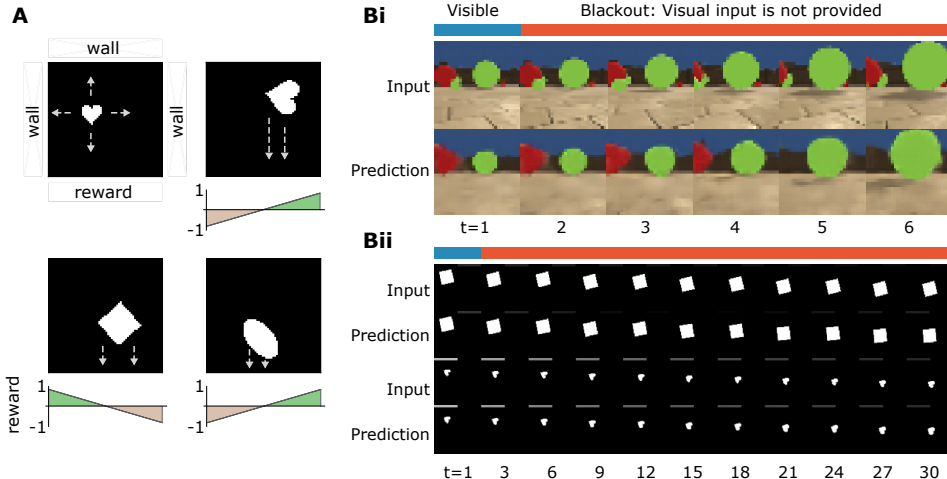 A
wall
wall
wall
reward
1
-1
1
-1
reward
1
-1
Bi
Visible
Blackout: Visual input is not provided
Input
Prediction
t=1 2 3 4 5 6
Bii
Input
Prediction
Input
Prediction
t=1 3 6 9 12 15 18 21 24 27 30